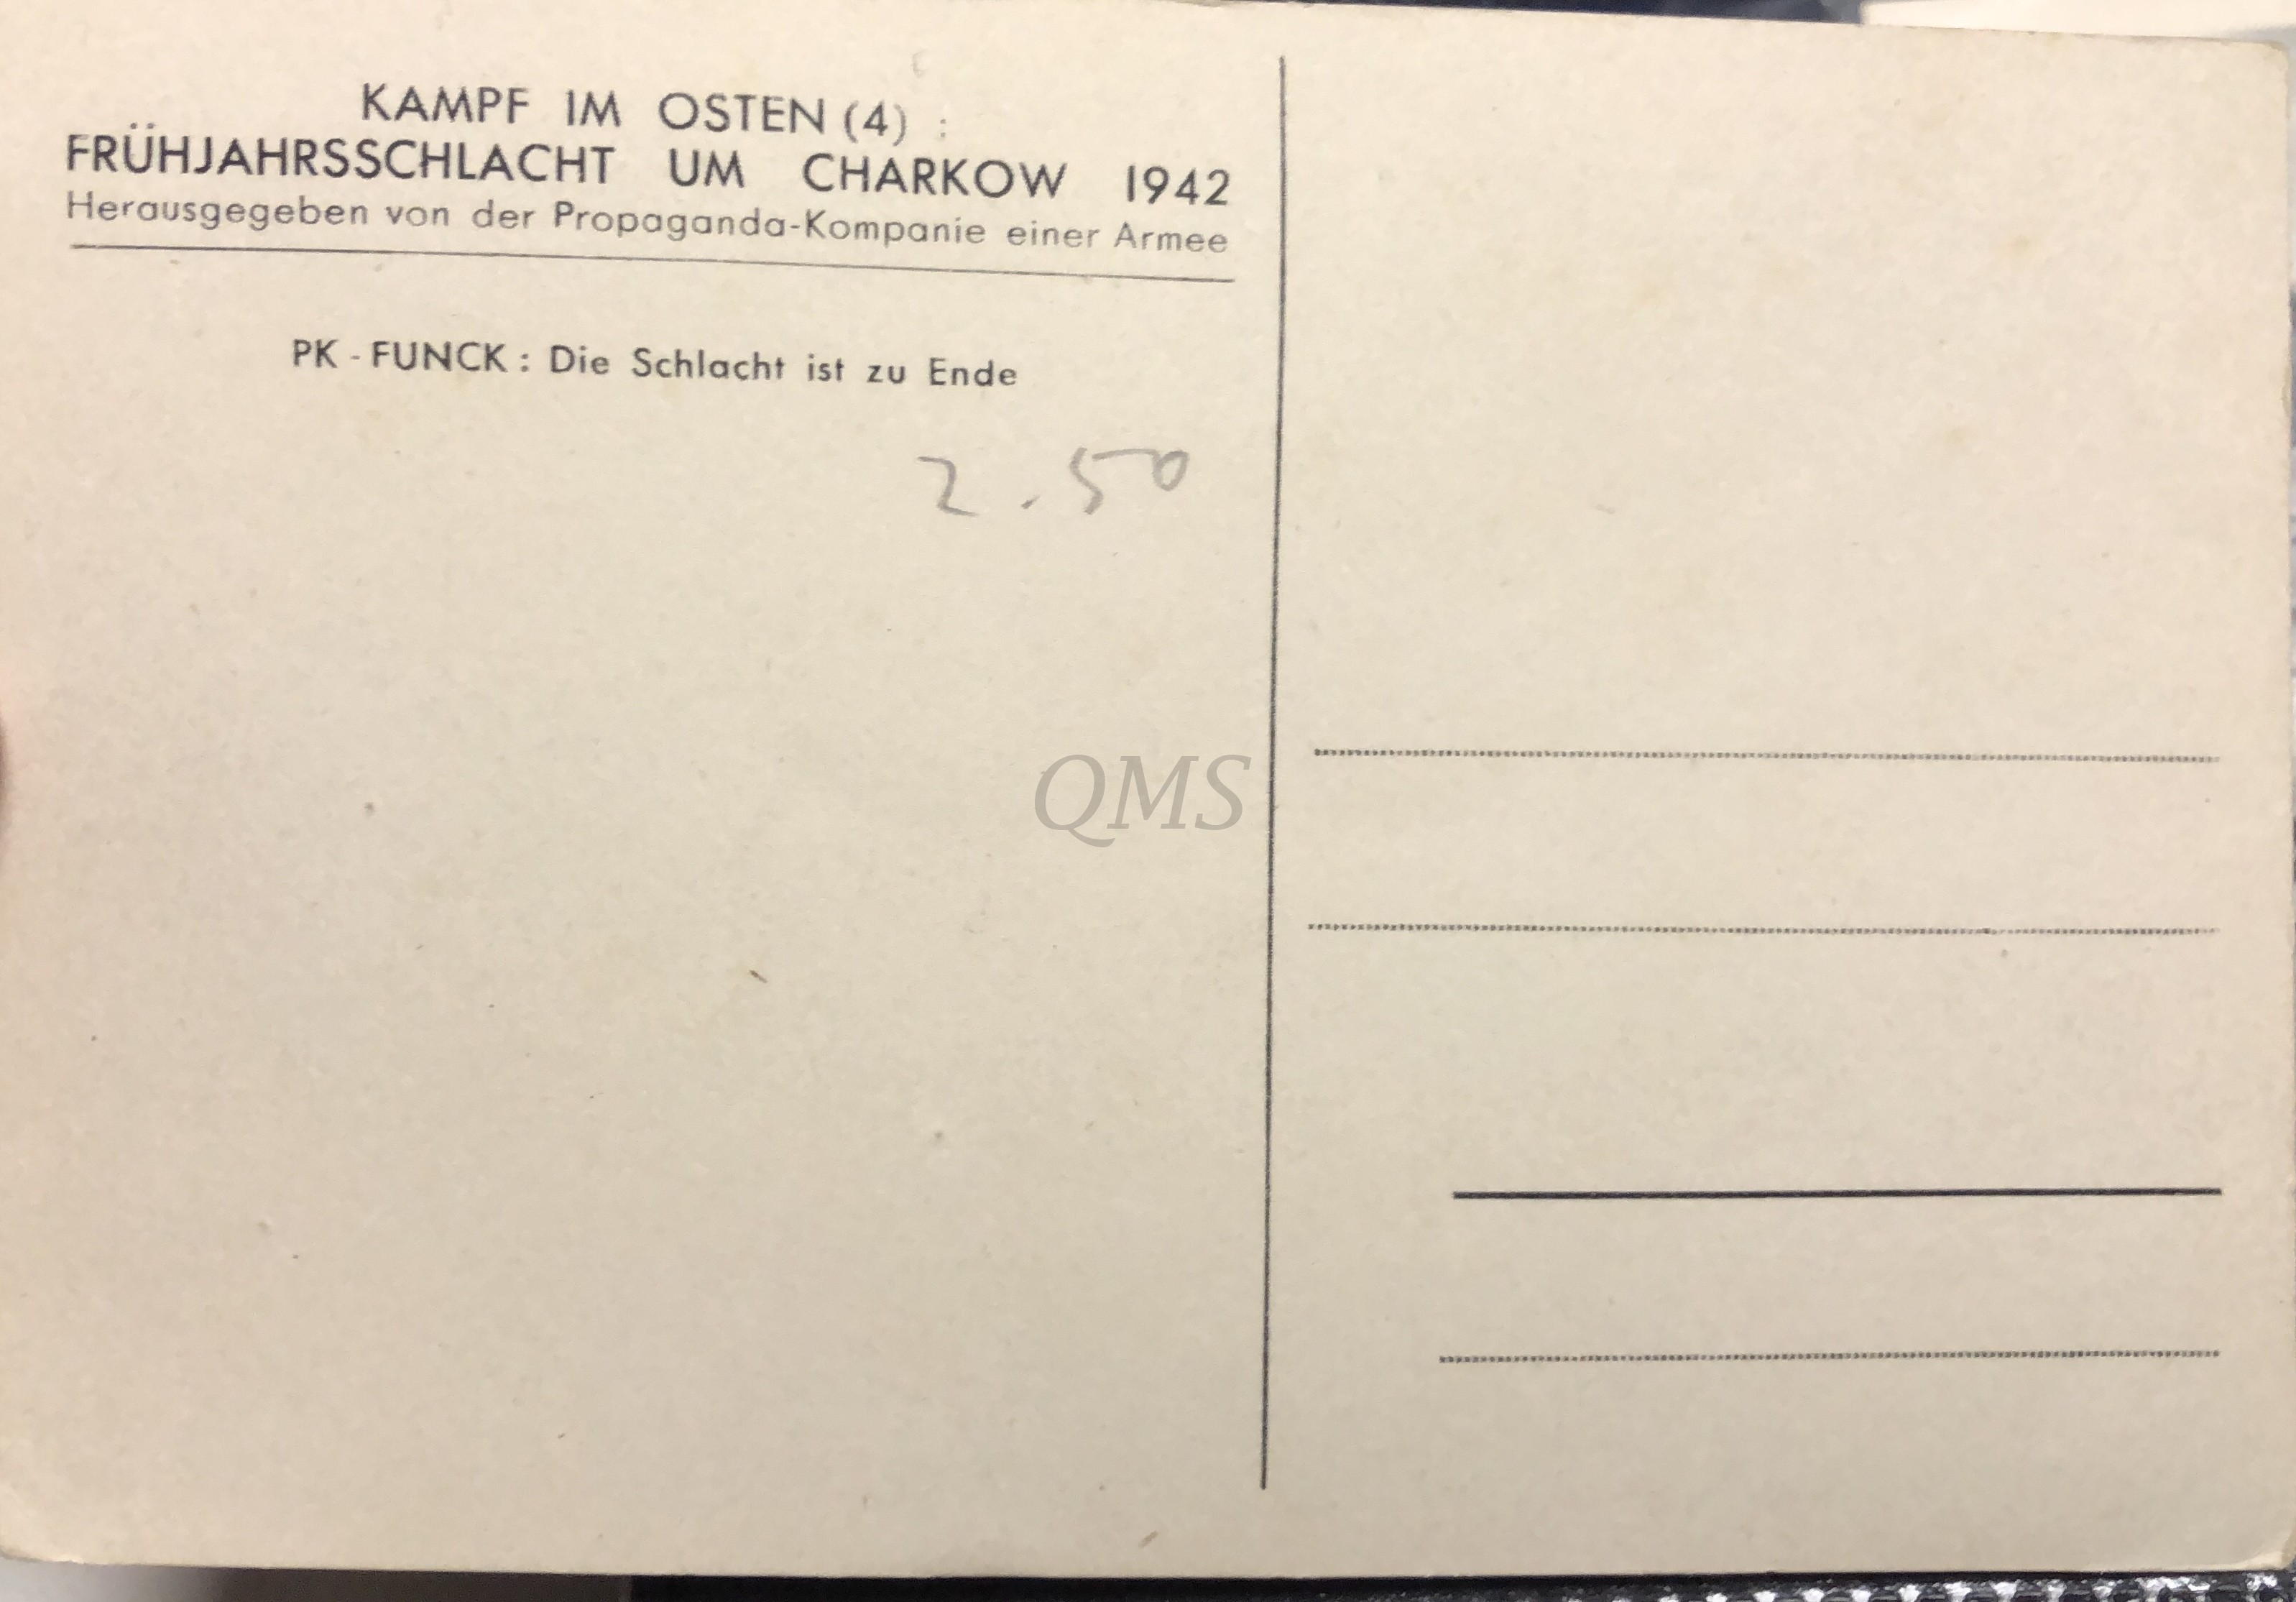 KAMPF IM OSTEN (4) :
FRÜHJAHRSSCHLACHT UM CHARKOW 1942
Herausgegeben von der Propaganda-Kompanie einer Armee
PK - FUNCK : Die Schlacht ist zu Ende
2.50
QMS